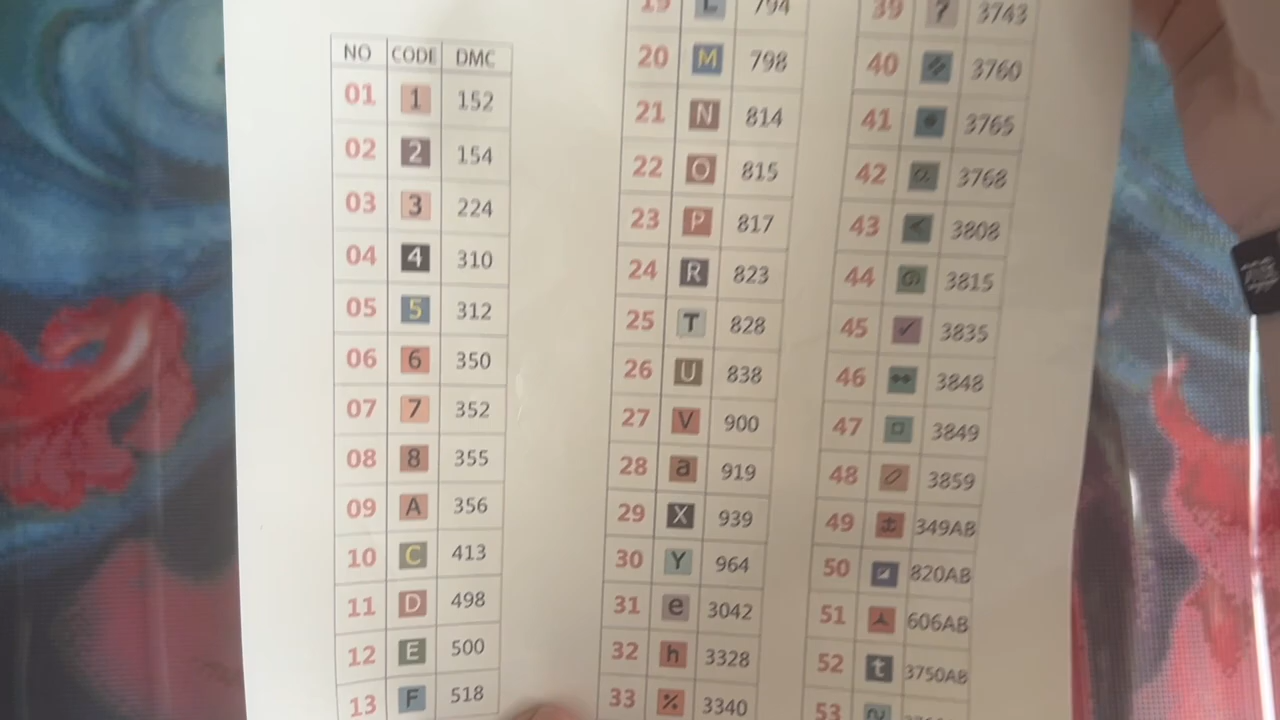 NO CODE DMC
01 1 152
02 2 154
03 3 224
04 4 310
05 5 312
06 6 350
07 7 352
08 8 355
09 A 356
10 C 413
11 D 498
12 E 500
13 F 518
19 L 794
20 M 798
21 N 814
22 O 815
23 P 817
24 R 823
25 T 828
26 U 838
27 V 900
28 a 919
29 X 939
30 Y 964
31 e 3042
32 h 3328
33 % 3340
39 ? 3743
40 3760
41 3765
42 3768
43 3808
44 3815
45 ✓ 3835
46 3848
47 3849
48 3859
49 349AB
50 820AB
51 606AB
52 t 3750AB
53